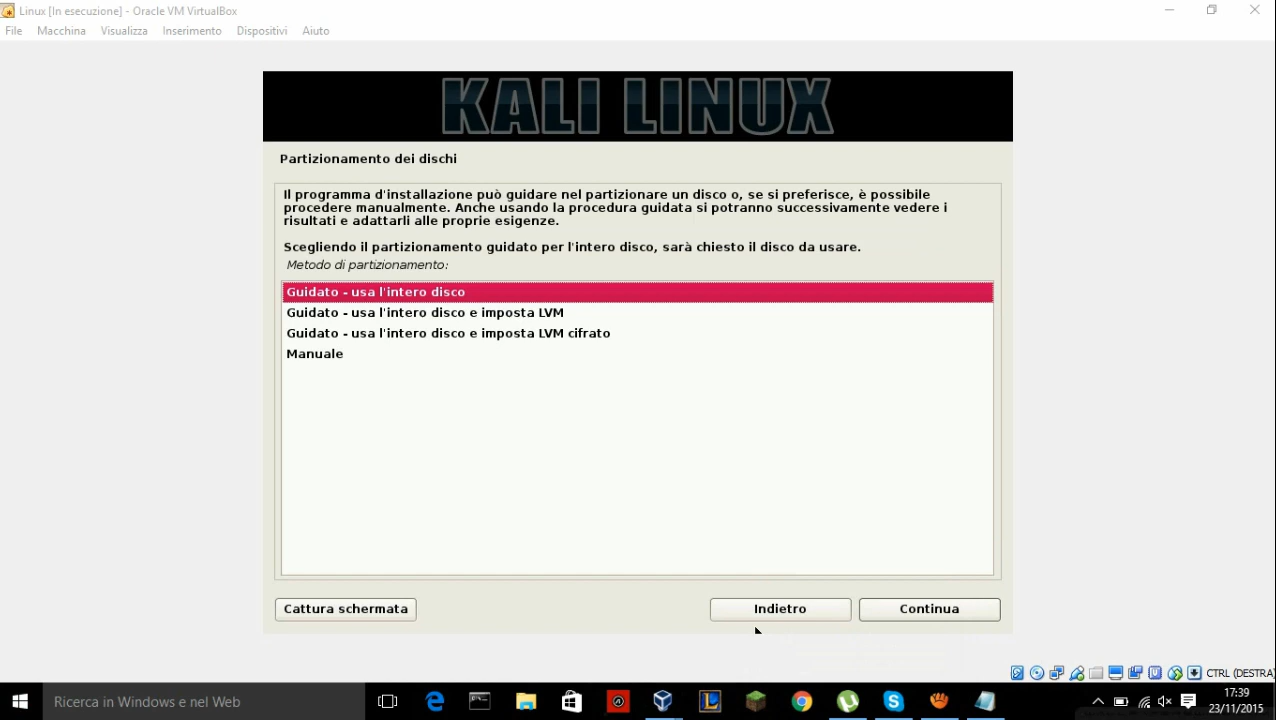 Linux [In esecuzione] - Oracle VM VirtualBox
File Macchina Visualizza Inserimento Dispositivi Aiuto
KALI LINUX
Partizionamento dei dischi
Il programma d'installazione può guidare nel partizionare un disco o, se si preferisce, è possibile
procedere manualmente. Anche usando la procedura guidata si potranno successivamente vedere i
risultati e adattarli alle proprie esigenze.
Scegliendo il partizionamento guidato per l'intero disco, sarà chiesto il disco da usare.
Metodo di partizionamento:
Guidato - usa l'intero disco
Guidato - usa l'intero disco e imposta LVM
Guidato - usa l'intero disco e imposta LVM cifrato
Manuale
Cattura schermata Indietro Continua
CTRL (DESTRA)
Ricerca in Windows e nel Web
17:39
23/11/2015